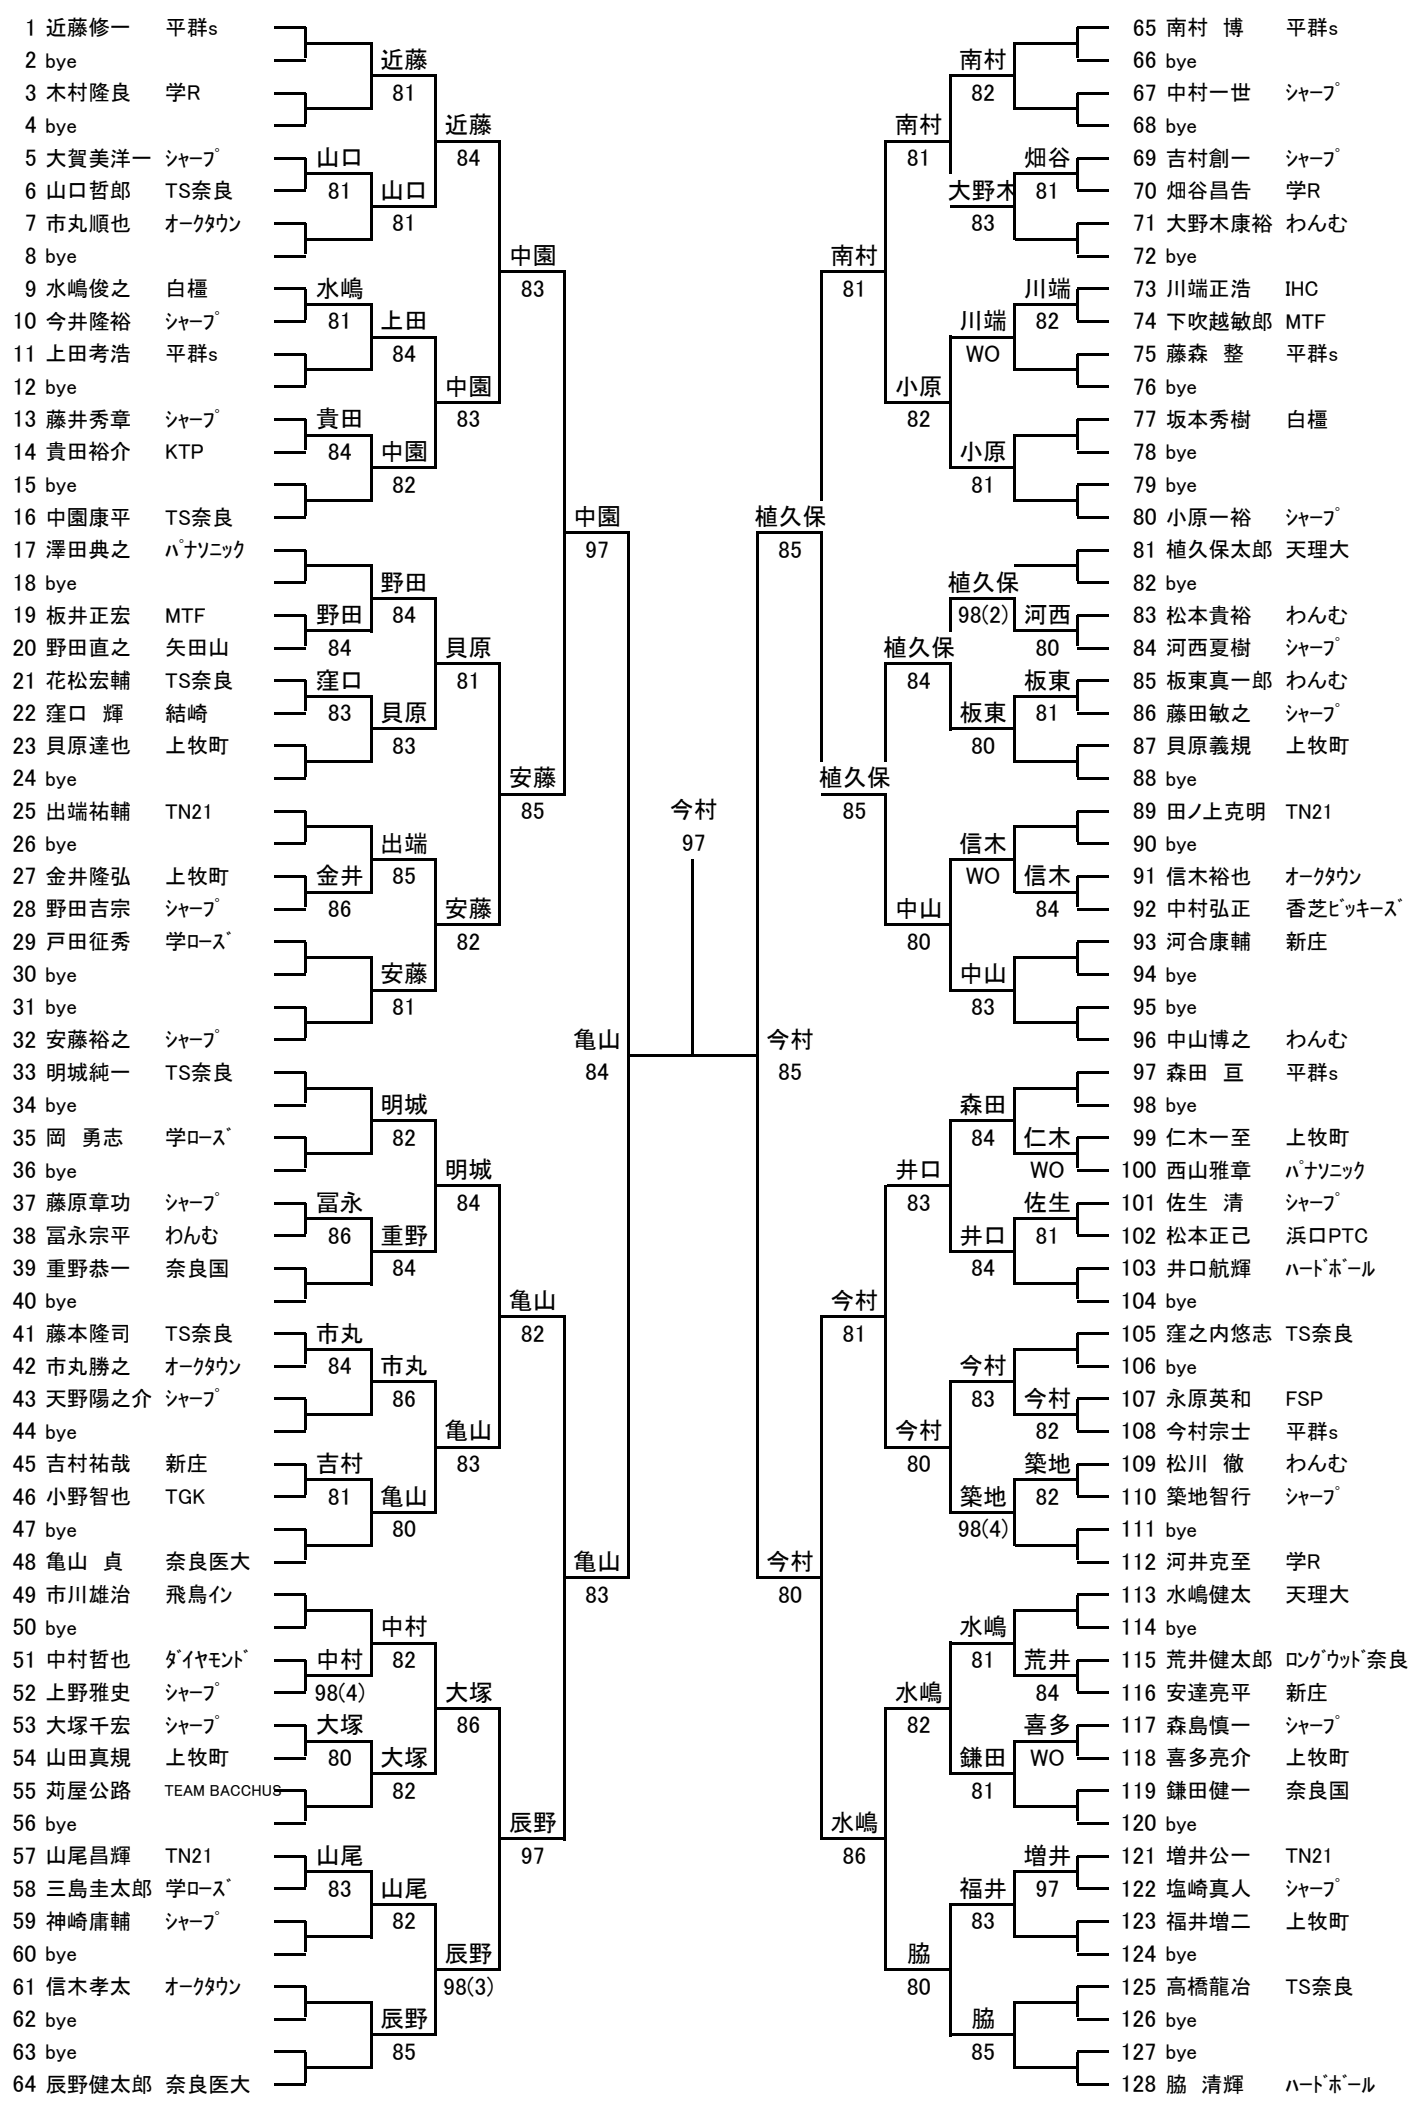 1 近藤修一 平群s
2 bye
近藤
3 木村隆良 学R
81
4 bye
近藤
5 大賀美洋一 シャープ
山口
84
6 山口哲郎 TS奈良
81
山口
7 市丸順也 オークタウン
81
8 bye
中園
9 水嶋俊之 白橿
水嶋
83
10 今井隆裕 シャープ
81
上田
11 上田考浩 平群s
84
12 bye
中園
13 藤井秀章 シャープ
貴田
83
14 貴田裕介 KTP
84
中園
15 bye
82
16 中園康平 TS奈良
中園
17 澤田典之 パナソニック
97
18 bye
野田
19 板井正宏 MTF
野田
84
20 野田直之 矢田山
84
貝原
21 花松宏輔 TS奈良
窪口
81
22 窪口 輝 結崎
83
貝原
23 貝原達也 上牧町
83
24 bye
安藤
25 出端祐輔 TN21
85
26 bye
出端
27 金井隆弘 上牧町
金井
85
28 野田吉宗 シャープ
86
安藤
29 戸田征秀 学ローズ
82
30 bye
安藤
31 bye
81
32 安藤裕之 シャープ
亀山
33 明城純一 TS奈良
84
34 bye
明城
35 岡 勇志 学ローズ
82
36 bye
明城
37 藤原章功 シャープ
冨永
84
38 冨永宗平 わんむ
86
重野
39 重野恭一 奈良国
84
40 bye
亀山
41 藤本隆司 TS奈良
市丸
82
42 市丸勝之 オークタウン
84
市丸
43 天野陽之介 シャープ
86
44 bye
亀山
45 吉村祐哉 新庄
吉村
83
46 小野智也 TGK
81
亀山
47 bye
80
48 亀山 貞 奈良医大
亀山
49 市川雄治 飛鳥イン
83
50 bye
中村
51 中村哲也 ダイヤモンド
中村
82
52 上野雅史 シャープ
98(4)
大塚
53 大塚千宏 シャープ
大塚
86
54 山田真規 上牧町
80
大塚
55 苅屋公路 TEAM BACCHUS
82
56 bye
辰野
57 山尾昌輝 TN21
山尾
97
58 三島圭太郎 学ローズ
83
山尾
59 神崎庸輔 シャープ
82
60 bye
辰野
61 信木孝太 オークタウン
98(3)
62 bye
辰野
63 bye
85
64 辰野健太郎 奈良医大
今村
97
65 南村 博 平群s
南村
66 bye
82
67 中村一世 シャープ
南村
68 bye
81
畑谷
69 吉村創一 シャープ
大野木
81
70 畑谷昌告 学R
83
71 大野木康裕 わんむ
南村
72 bye
81
川端
73 川端正浩 IHC
川端
82
74 下吹越敏郎 MTF
WO
75 藤森 整 平群s
小原
76 bye
82
77 坂本秀樹 白橿
小原
78 bye
81
79 bye
植久保
80 小原一裕 シャープ
85
81 植久保太郎 天理大
植久保
82 bye
98(2)
河西
83 松本貴裕 わんむ
植久保
80
84 河西夏樹 シャープ
84
板東
85 板東真一郎 わんむ
板東
81
86 藤田敏之 シャープ
80
87 貝原義規 上牧町
植久保
88 bye
85
89 田ノ上克明 TN21
信木
90 bye
WO
信木
91 信木裕也 オークタウン
中山
84
92 中村弘正 香芝ビッキーズ
80
93 河合康輔 新庄
中山
94 bye
83
95 bye
今村
96 中山博之 わんむ
85
97 森田 亘 平群s
森田
98 bye
84
仁木
99 仁木一至 上牧町
井口
WO
100 西山雅章 パナソニック
83
佐生
101 佐生 清 シャープ
井口
81
102 松本正己 浜口PTC
84
103 井口航輝 ハードボール
今村
104 bye
81
105 窪之内悠志 TS奈良
今村
106 bye
83
今村
107 永原英和 FSP
今村
82
108 今村宗士 平群s
80
築地
109 松川 徹 わんむ
築地
82
110 築地智行 シャープ
98(4)
111 bye
今村
112 河井克至 学R
80
113 水嶋健太 天理大
水嶋
114 bye
81
荒井
115 荒井健太郎 ロングウッド奈良
水嶋
84
116 安達亮平 新庄
82
喜多
117 森島慎一 シャープ
鎌田
WO
118 喜多亮介 上牧町
81
119 鎌田健一 奈良国
水嶋
120 bye
86
増井
121 増井公一 TN21
福井
97
122 塩崎真人 シャープ
83
123 福井増二 上牧町
脇
124 bye
80
125 高橋龍冶 TS奈良
脇
126 bye
85
127 bye
128 脇 清輝 ハードボール